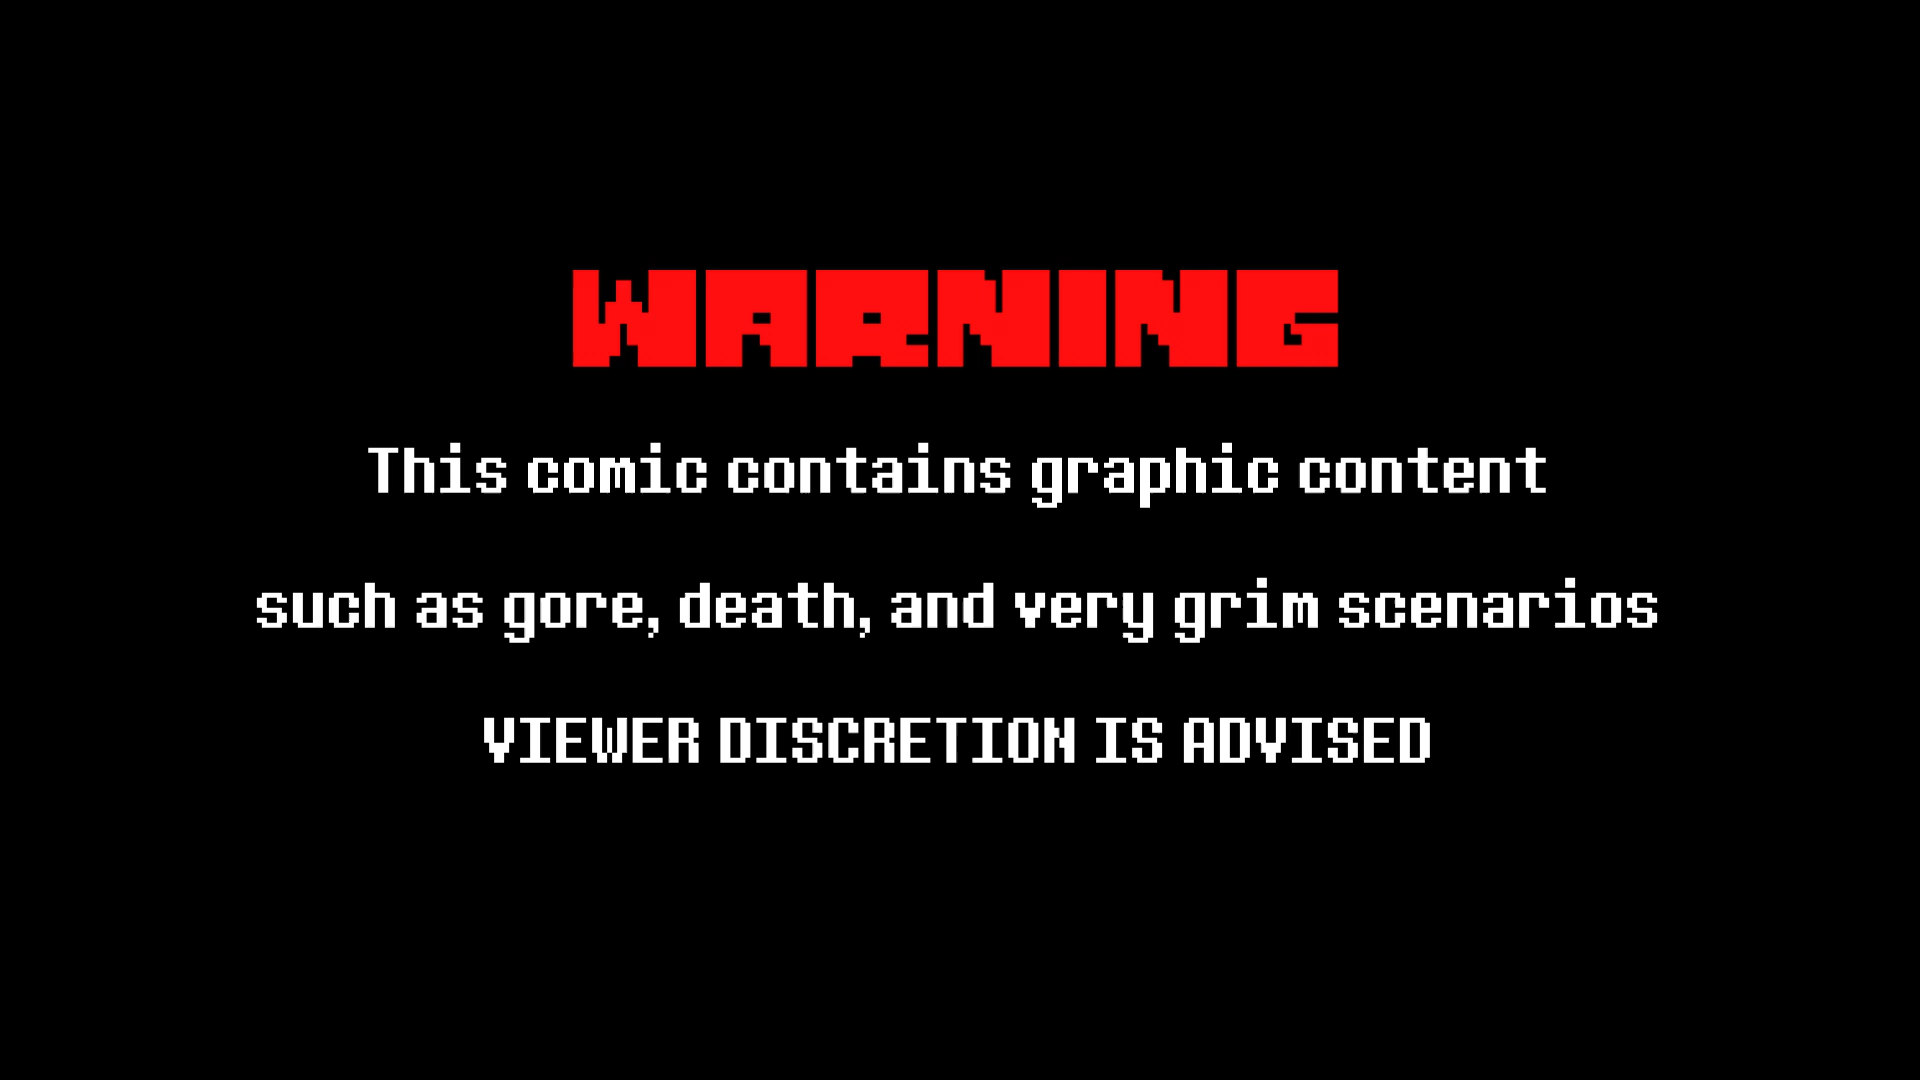 WARNING
This comic contains graphic content
such as gore, death, and very grim scenarios
VIEWER DISCRETION IS ADVISED